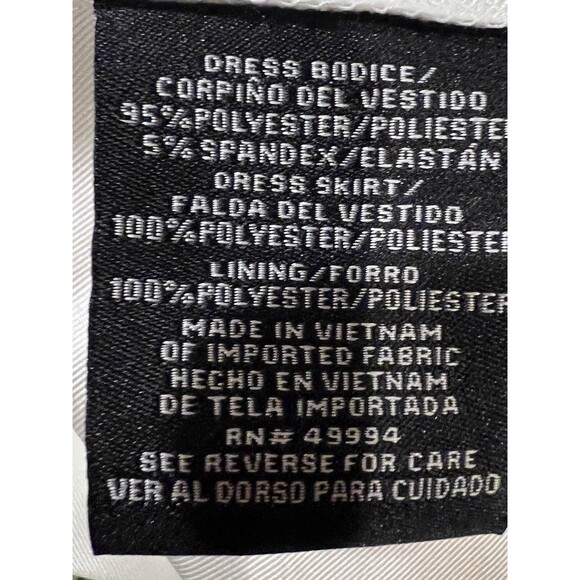 DRESS BODICE/
CORPIÑO DEL VESTIDO
95%POLYESTER/POLIESTER
5%SPANDEX/ELASTÁN
DRESS SKIRT/
FALDA DEL VESTIDO
100%POLYESTER/POLIESTER
LINING/FORRO
100%POLYESTER/POLIESTER
MADE IN VIETNAM
OF IMPORTED FABRIC
HECHO EN VIETNAM
DE TELA IMPORTADA
RN# 49994
SEE REVERSE FOR CARE
VER AL DORSO PARA CUIDADO